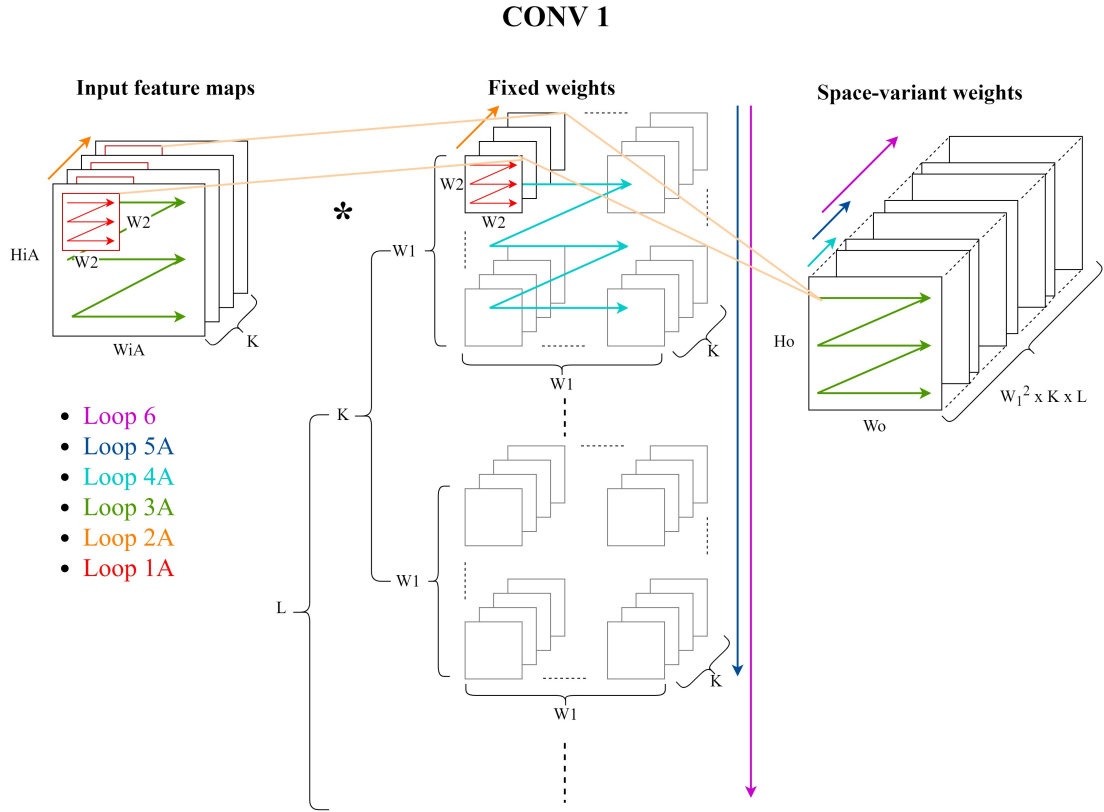 CONV 1
Input feature maps
Fixed weights
Space-variant weights
W2
W2
HiA
WiA
K
*
W2
W2
W1
K
W1
K
L
W1
K
W1
Ho
Wo
W₁² x K x L
• Loop 6
• Loop 5A
• Loop 4A
• Loop 3A
• Loop 2A
• Loop 1A